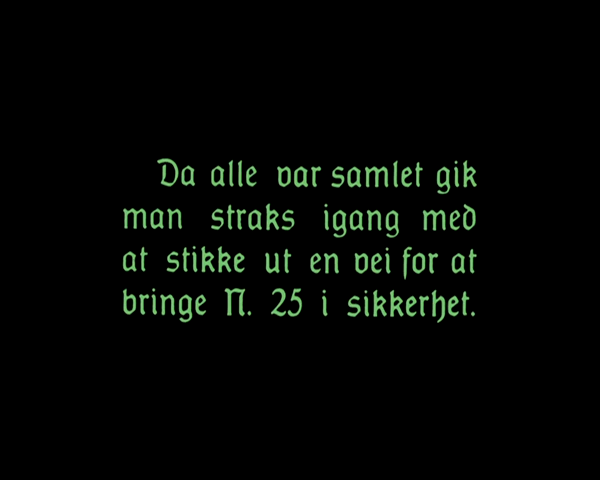 Da alle var samlet gik
man straks igang med
at stikke ut en vei for at
bringe N. 25 i sikkerhet.